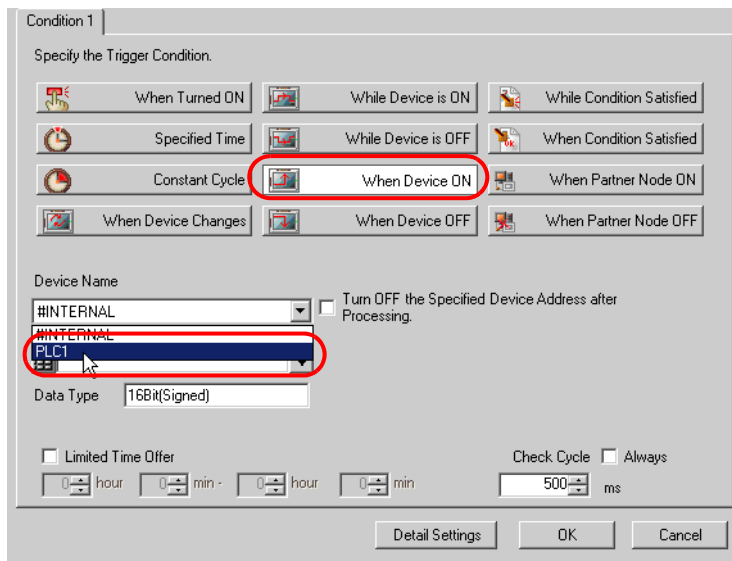 Condition 1
Specify the Trigger Condition.
When Turned ON
While Device is ON
While Condition Satisfied
Specified Time
While Device is OFF
When Condition Satisfied
Constant Cycle
When Device ON
When Partner Node ON
When Device Changes
When Device OFF
When Partner Node OFF
Device Name
#INTERNAL
Turn OFF the Specified Device Address after
Processing.
#INTERNAL
PLC1
Data Type 16Bit(Signed)
Limited Time Offer
Check Cycle Always
0 hour 0 min - 0 hour 0 min
500 ms
Detail Settings OK Cancel